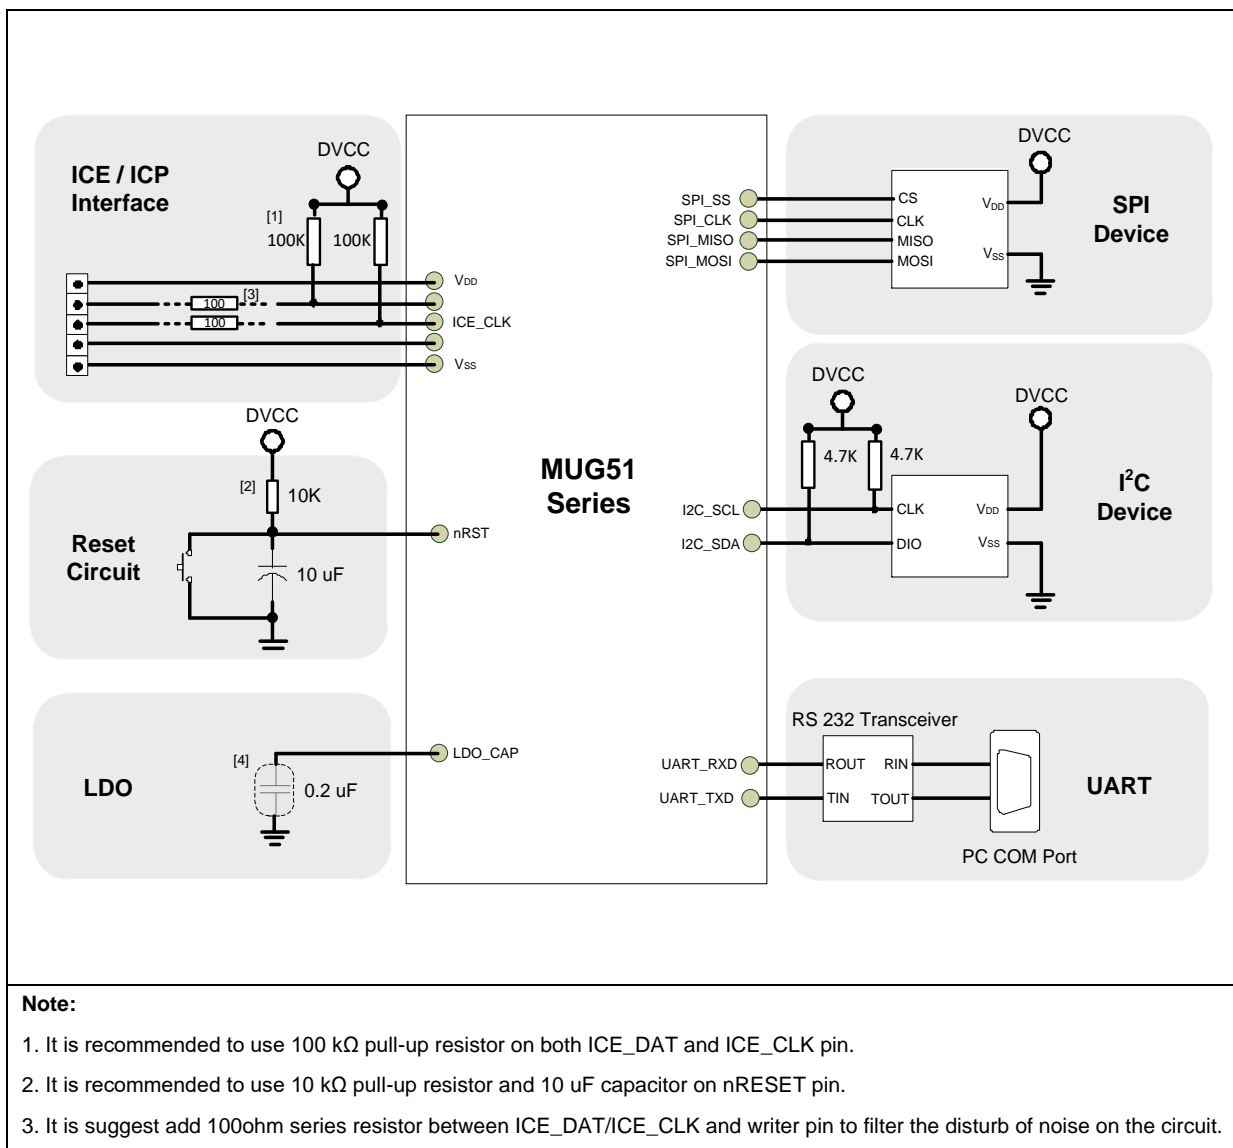 ICE / ICP
Interface
DVCC
[1]
100K
100K
[3]
100
100
VDD
ICE_CLK
VSS
DVCC
[2]
10K
Reset
Circuit
nRST
10 uF
LDO
[4]
0.2 uF
LDO_CAP
MUG51
Series
SPI_SS
SPI_CLK
SPI_MISO
SPI_MOSI
CS
CLK
MISO
MOSI
VDD
VSS
DVCC
SPI
Device
DVCC
4.7K
4.7K
DVCC
I2C_SCL
I2C_SDA
CLK
DIO
VDD
VSS
I²C
Device
RS 232 Transceiver
UART_RXD
UART_TXD
ROUT
RIN
TIN
TOUT
PC COM Port
UART
Note:
1. It is recommended to use 100 kΩ pull-up resistor on both ICE_DAT and ICE_CLK pin.
2. It is recommended to use 10 kΩ pull-up resistor and 10 uF capacitor on nRESET pin.
3. It is suggest add 100ohm series resistor between ICE_DAT/ICE_CLK and writer pin to filter the disturb of noise on the circuit.